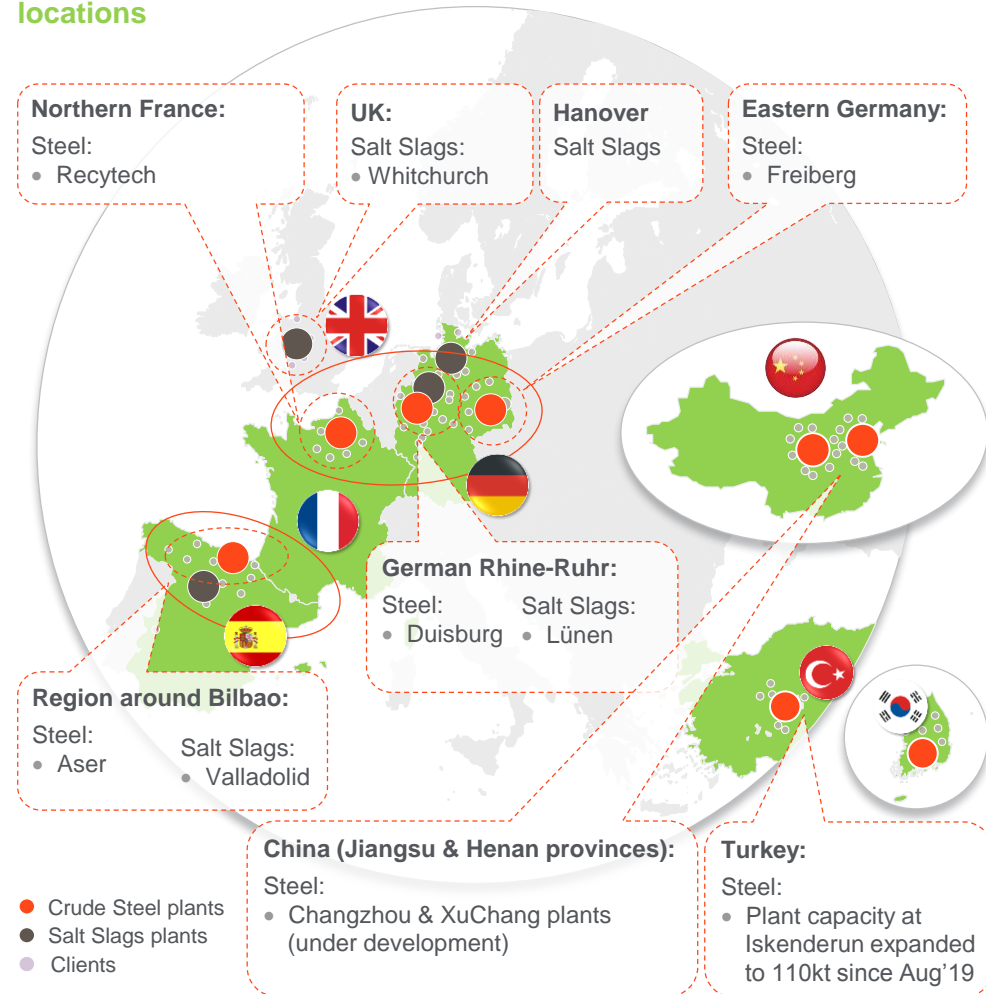 locations
Northern France:
Steel:
• Recytech
UK:
Salt Slags:
• Whitchurch
Hanover
Salt Slags
Eastern Germany:
Steel:
• Freiberg
German Rhine-Ruhr:
Steel:
• Duisburg
Salt Slags:
• Lünen
Region around Bilbao:
Steel:
• Aser
Salt Slags:
• Valladolid
China (Jiangsu & Henan provinces):
Steel:
• Changzhou & XuChang plants
(under development)
Turkey:
Steel:
• Plant capacity at
Iskenderun expanded
to 110kt since Aug’19
Crude Steel plants
Salt Slags plants
Clients